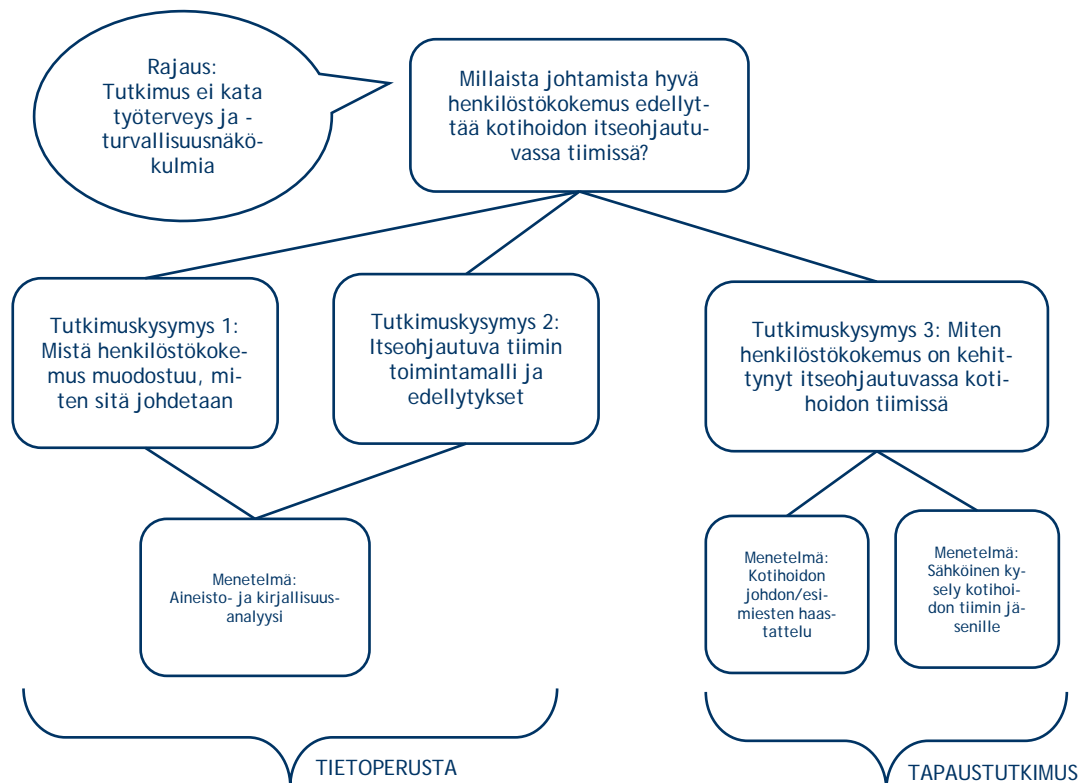 Rajaus:
Tutkimus ei kata
työterveys ja -
turvallisuusnäkö-
kulmia
Millaista johtamista hyvä
henkilöstökokemus edellyt-
tää kotihoidon itseohjautu-
vassa tiimissä?
Tutkimuskysymys 1:
Mistä henkilöstökoke-
mus muodostuu, mi-
ten sitä johdetaan
Tutkimuskysymys 2:
Itseohjautuva tiimin
toimintamalli ja
edellytykset
Tutkimuskysymys 3: Miten
henkilöstökokemus on kehit-
tynyt itseohjautuvassa koti-
hoidon tiimissä
Menetelmä:
Aineisto- ja kirjallisuus-
analyysi
Menetelmä:
Kotihoidon
johdon/esi-
miesten haas-
tattelu
Menetelmä:
Sähköinen ky-
sely kotihoi-
don tiimin jä-
senille
TIETOPERUSTA
TAPAUSTUTKIMUS